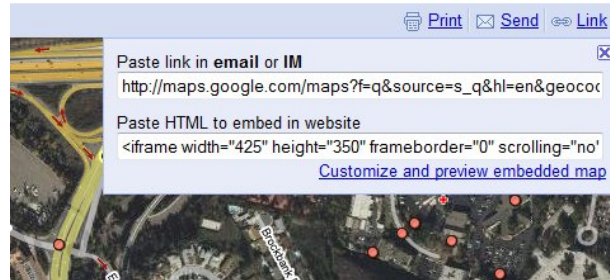 Print Send Link
Paste link in email or IM
http://maps.google.com/maps?f=q&source=s_q&hl=en&geocod
Paste HTML to embed in website
<iframe width="425" height="350" frameborder="0" scrolling="no"
Customize and preview embedded map
Brockbank